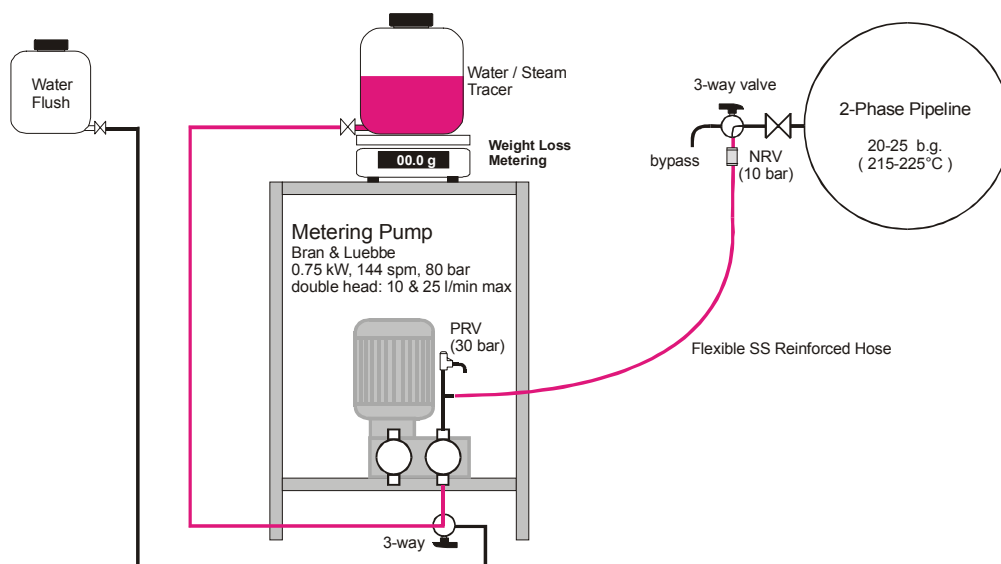 Water
Flush
Water / Steam
Tracer
00.0 g
Weight Loss
Metering
3-way valve
bypass
NRV
(10 bar)
2-Phase Pipeline
20-25  b.g.
( 215-225°C )
Metering Pump
Bran & Luebbe
0.75 kW, 144 spm, 80 bar
double head: 10 & 25 l/min max
PRV
(30 bar)
Flexible SS Reinforced Hose
3-way